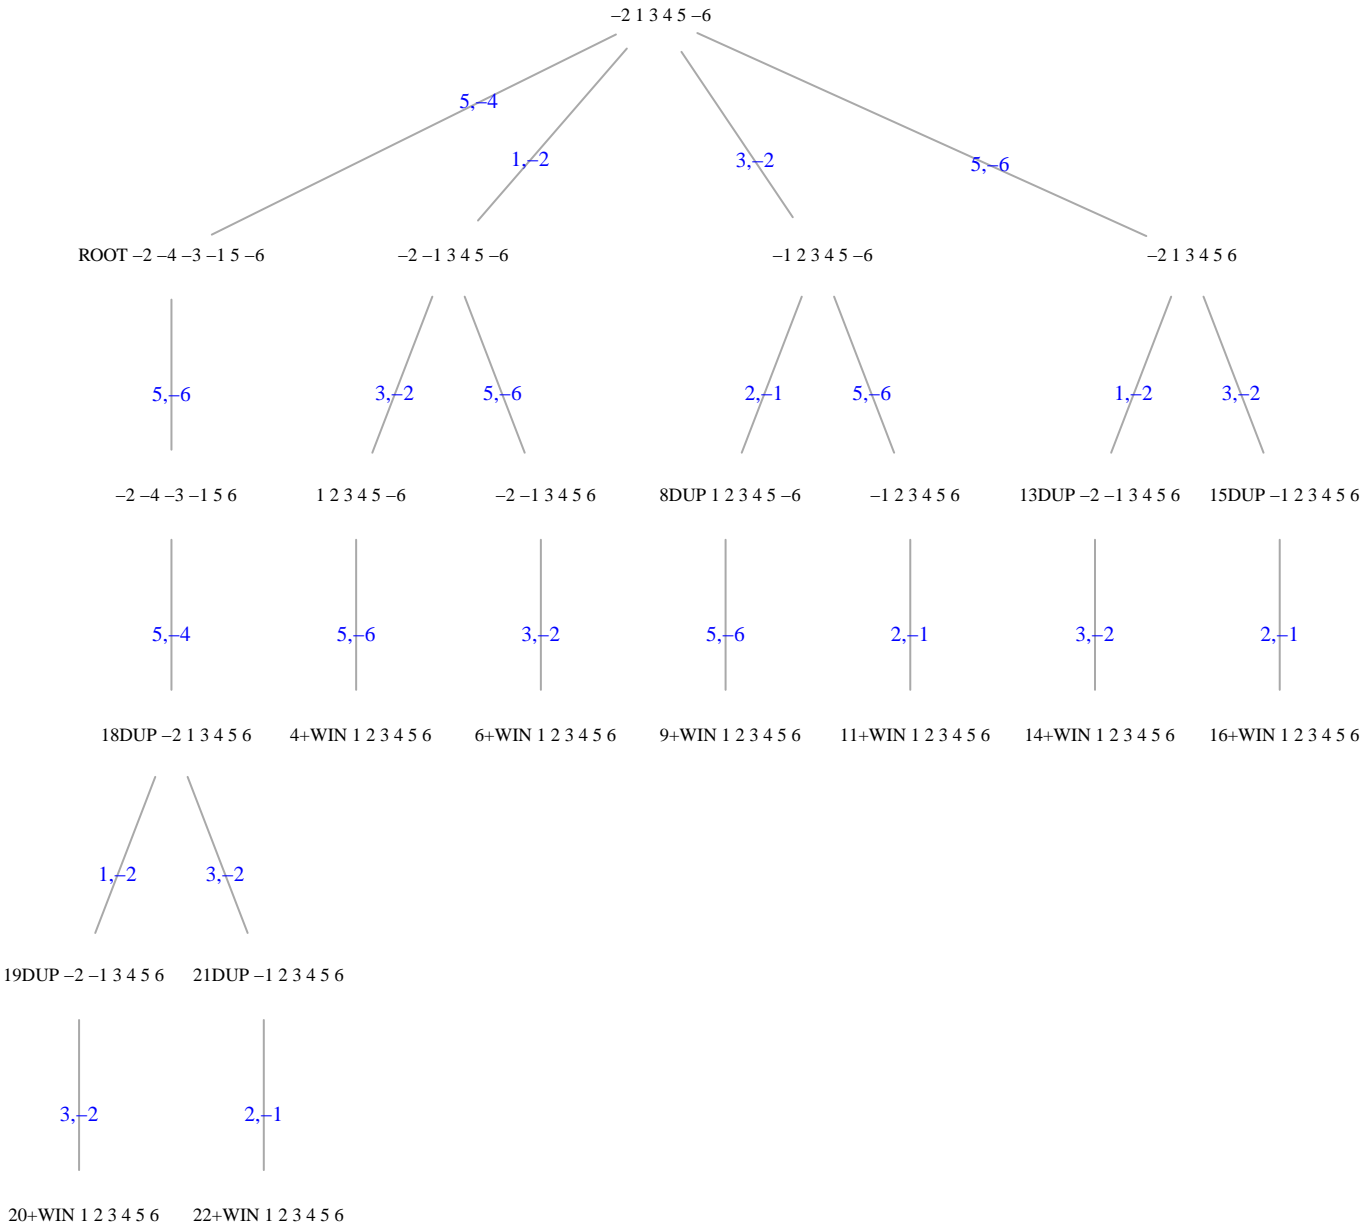 –2 1 3 4 5 –6
5,–4
1,–2
3,–2
5,–6
ROOT –2 –4 –3 –1 5 –6
–2 –1 3 4 5 –6
–1 2 3 4 5 –6
–2 1 3 4 5 6
5,–6
3,–2
5,–6
2,–1
5,–6
1,–2
3,–2
–2 –4 –3 –1 5 6
1 2 3 4 5 –6
–2 –1 3 4 5 6
8DUP 1 2 3 4 5 –6
–1 2 3 4 5 6
13DUP –2 –1 3 4 5 6
15DUP –1 2 3 4 5 6
5,–4
5,–6
3,–2
5,–6
2,–1
3,–2
2,–1
18DUP –2 1 3 4 5 6
4+WIN 1 2 3 4 5 6
6+WIN 1 2 3 4 5 6
9+WIN 1 2 3 4 5 6
11+WIN 1 2 3 4 5 6
14+WIN 1 2 3 4 5 6
16+WIN 1 2 3 4 5 6
1,–2
3,–2
19DUP –2 –1 3 4 5 6
21DUP –1 2 3 4 5 6
3,–2
2,–1
20+WIN 1 2 3 4 5 6
22+WIN 1 2 3 4 5 6